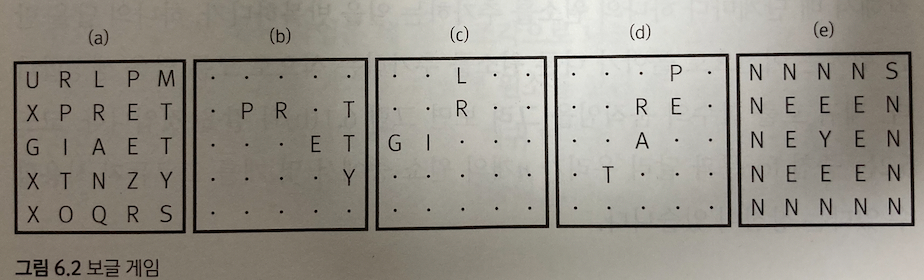 (a) (b) (c) (d) (e)
U R L P M
X P R E T
G I A E T
X T N Z Y
X O Q R S
· · · · ·
· P R · T
· · · E T
· · · · Y
· · · · ·
· · L · ·
· · R · ·
G I · · ·
· · · · ·
· · · · ·
· · · P ·
· · R E ·
· · A · ·
· T · · ·
· · · · ·
N N N N S
N E E E N
N E Y E N
N E E E N
N N N N N
그림 6.2 보글 게임